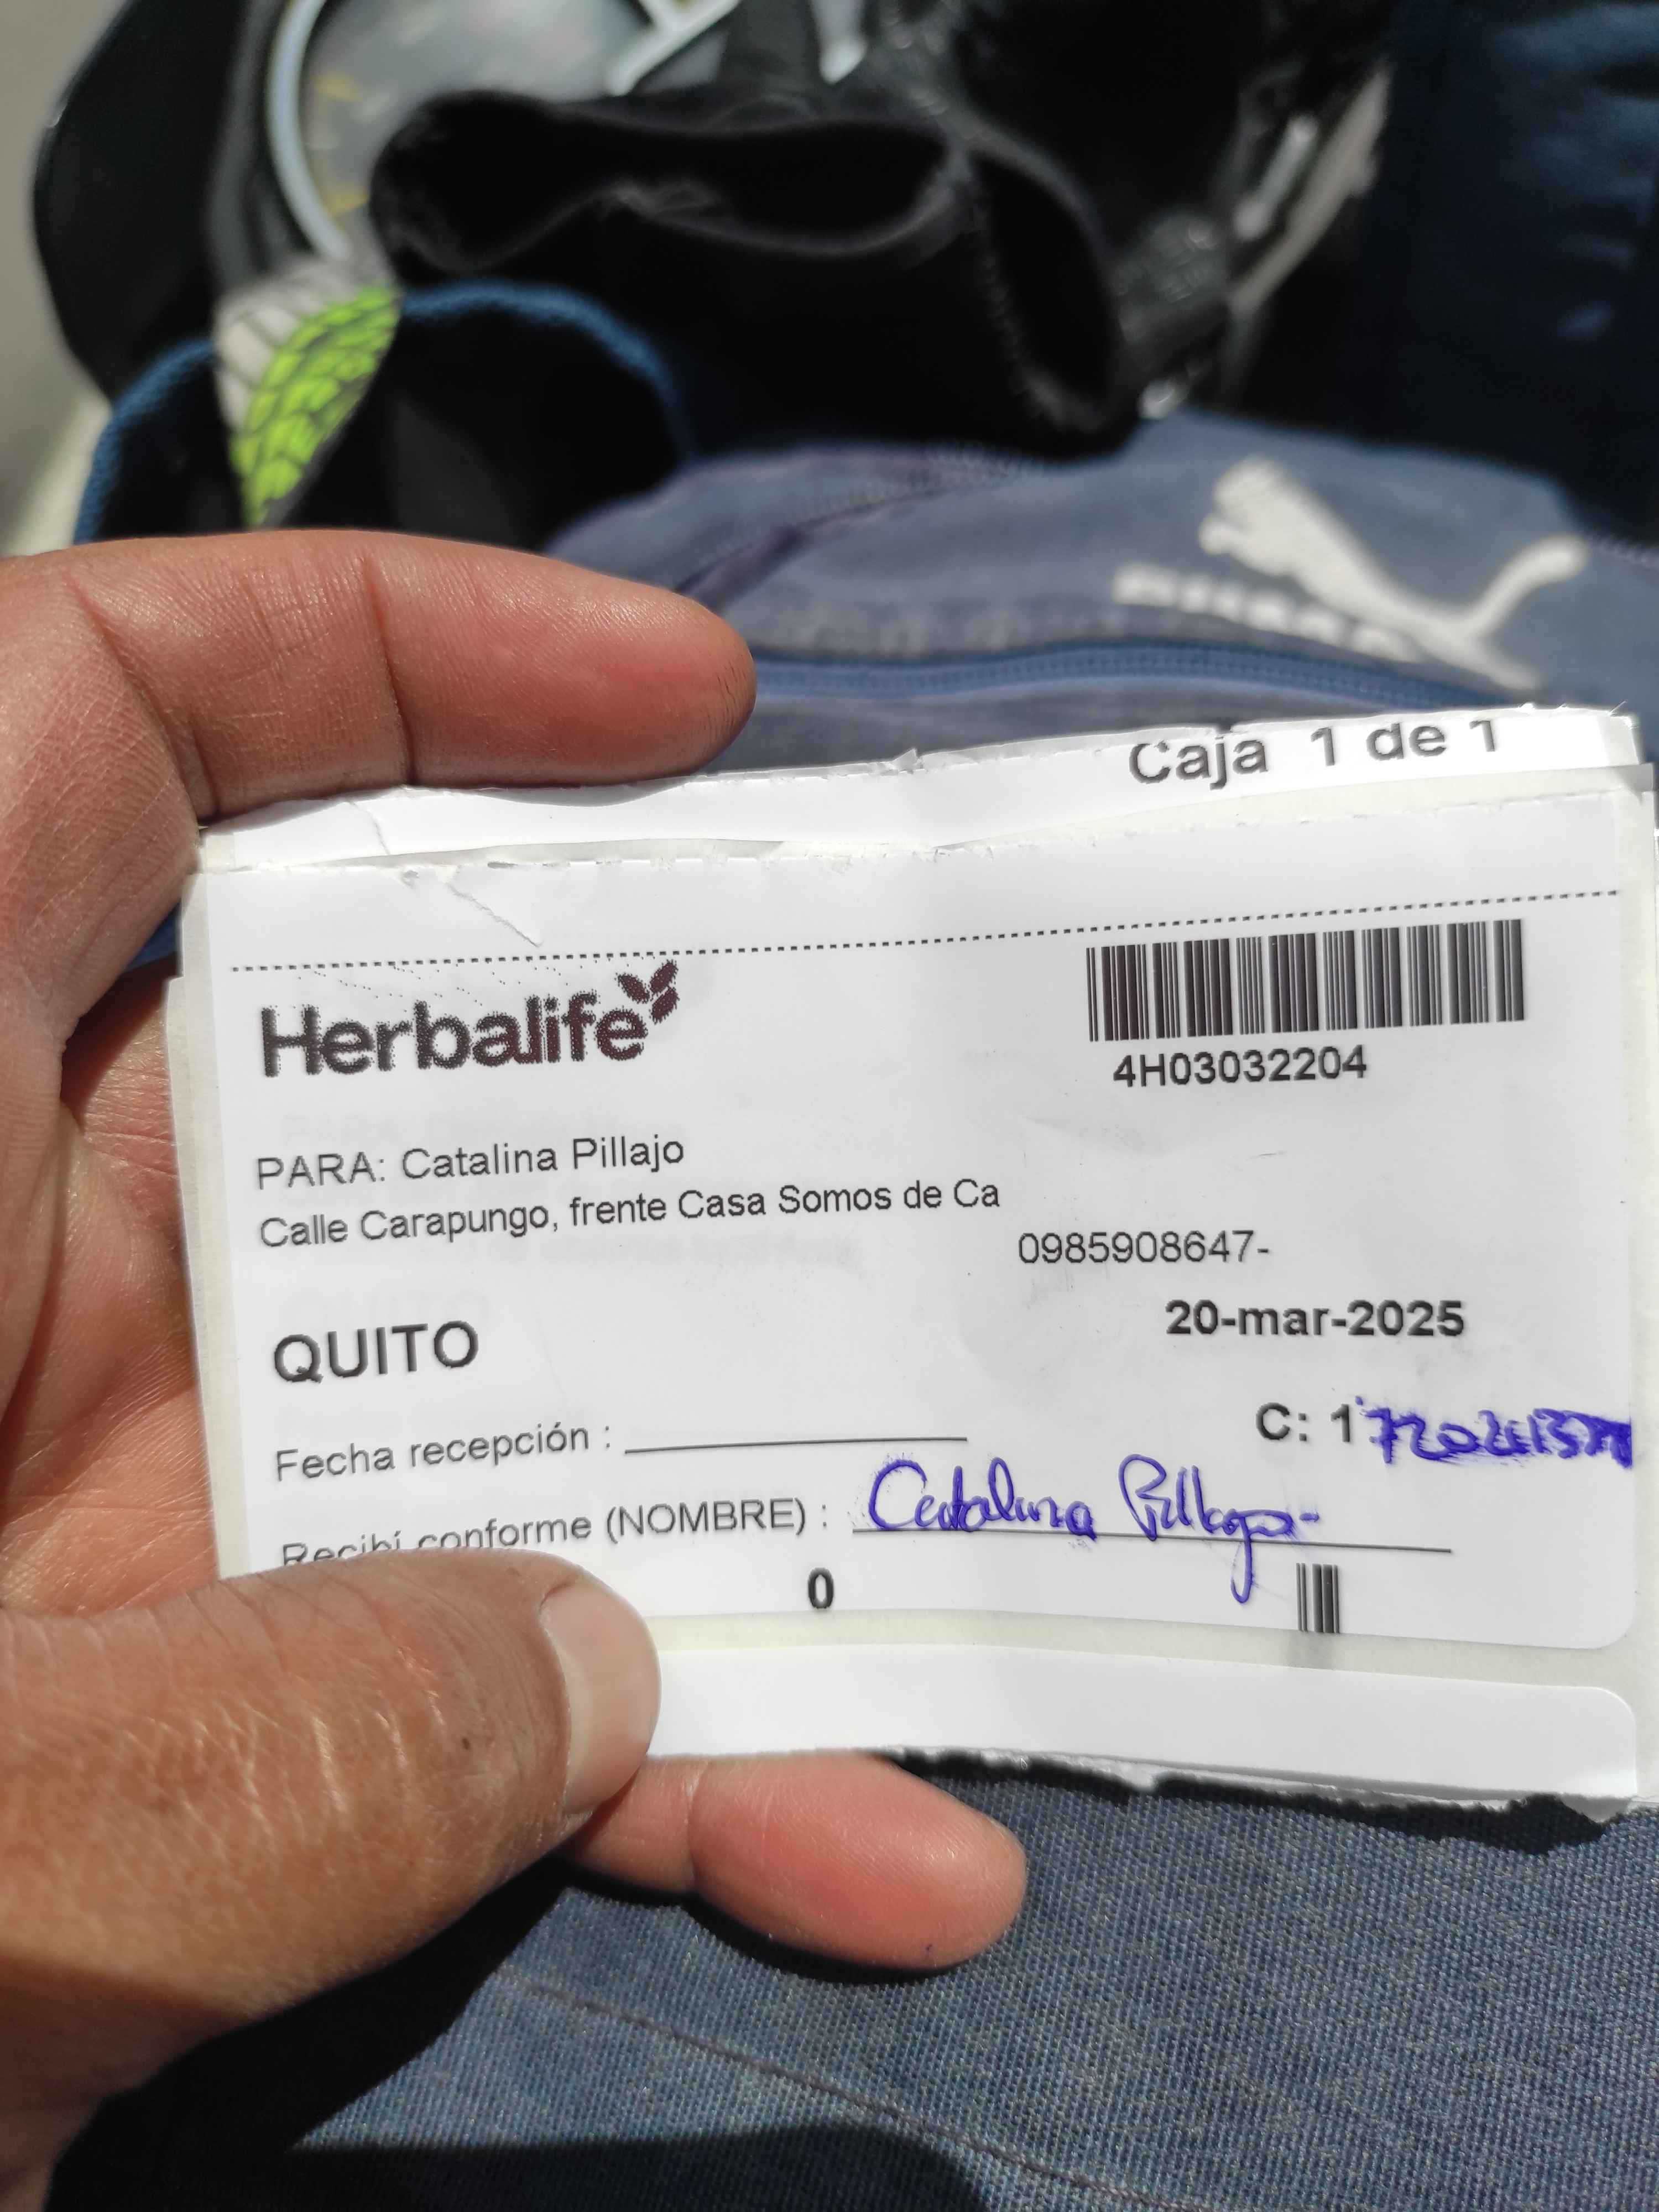 Caja 1 de 1
Herbalife
4H03032204
PARA: Catalina Pillajo
Calle Carapungo, frente Casa Somos de Ca
0985908647-
QUITO
20-mar-2025
Fecha recepción :
C: 1
Recibí conforme (NOMBRE) : Catalina Pillajo
0